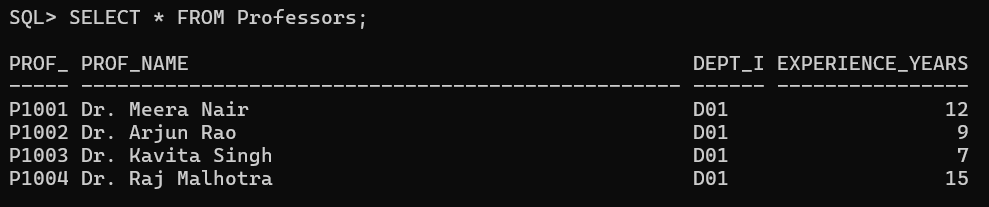 SQL> SELECT * FROM Professors;
PROF_ PROF_NAME                                          DEPT_I EXPERIENCE_YEARS
----- -------------------------------------------------- ------ ----------------
P1001 Dr. Meera Nair                                     D01                  12
P1002 Dr. Arjun Rao                                      D01                   9
P1003 Dr. Kavita Singh                                   D01                   7
P1004 Dr. Raj Malhotra                                   D01                  15